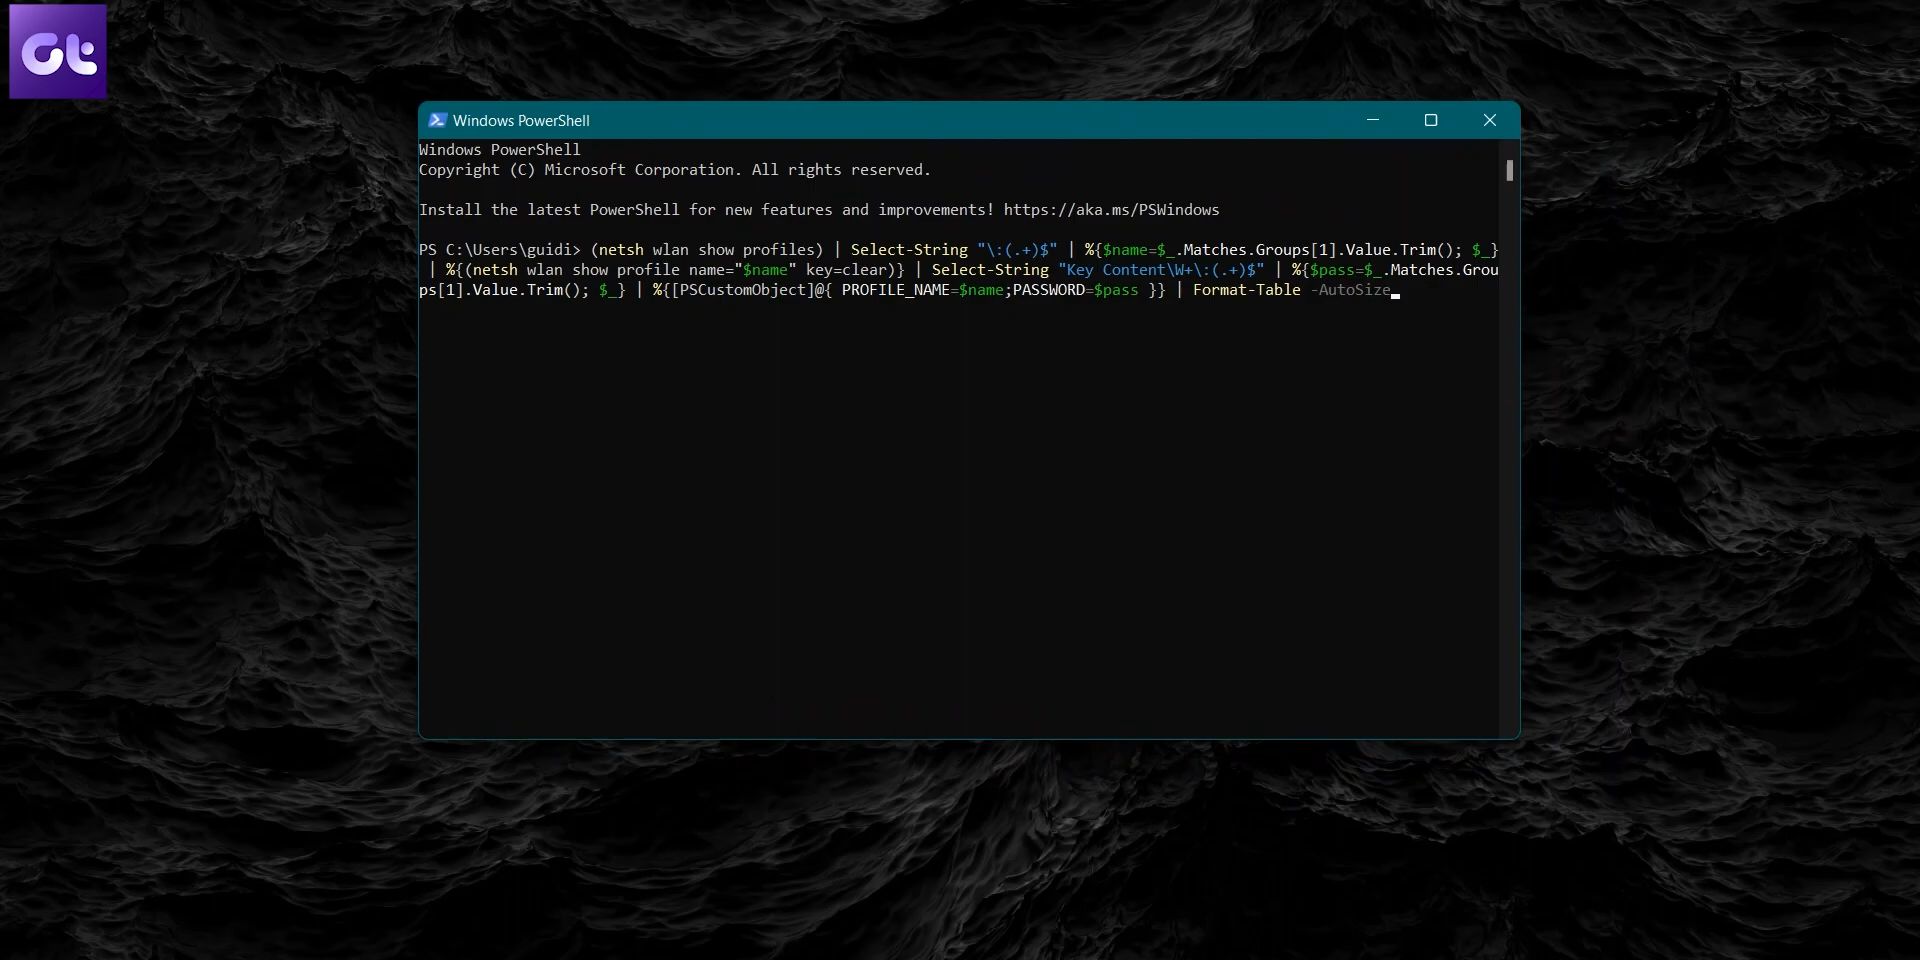 Gt
Windows PowerShell
Windows PowerShell
Copyright (C) Microsoft Corporation. All rights reserved.
Install the latest PowerShell for new features and improvements! https://aka.ms/PSWindows
PS C:\Users\guidi> (netsh wlan show profiles) | Select-String "\:(.+)$" | %{$name=$_.Matches.Groups[1].Value.Trim(); $_}
| %{(netsh wlan show profile name="$name" key=clear)} | Select-String "Key Content\W+\:(.+)$" | %{$pass=$_.Matches.Grou
ps[1].Value.Trim(); $_} | %{[PSCustomObject]@{ PROFILE_NAME=$name;PASSWORD=$pass }} | Format-Table -AutoSize